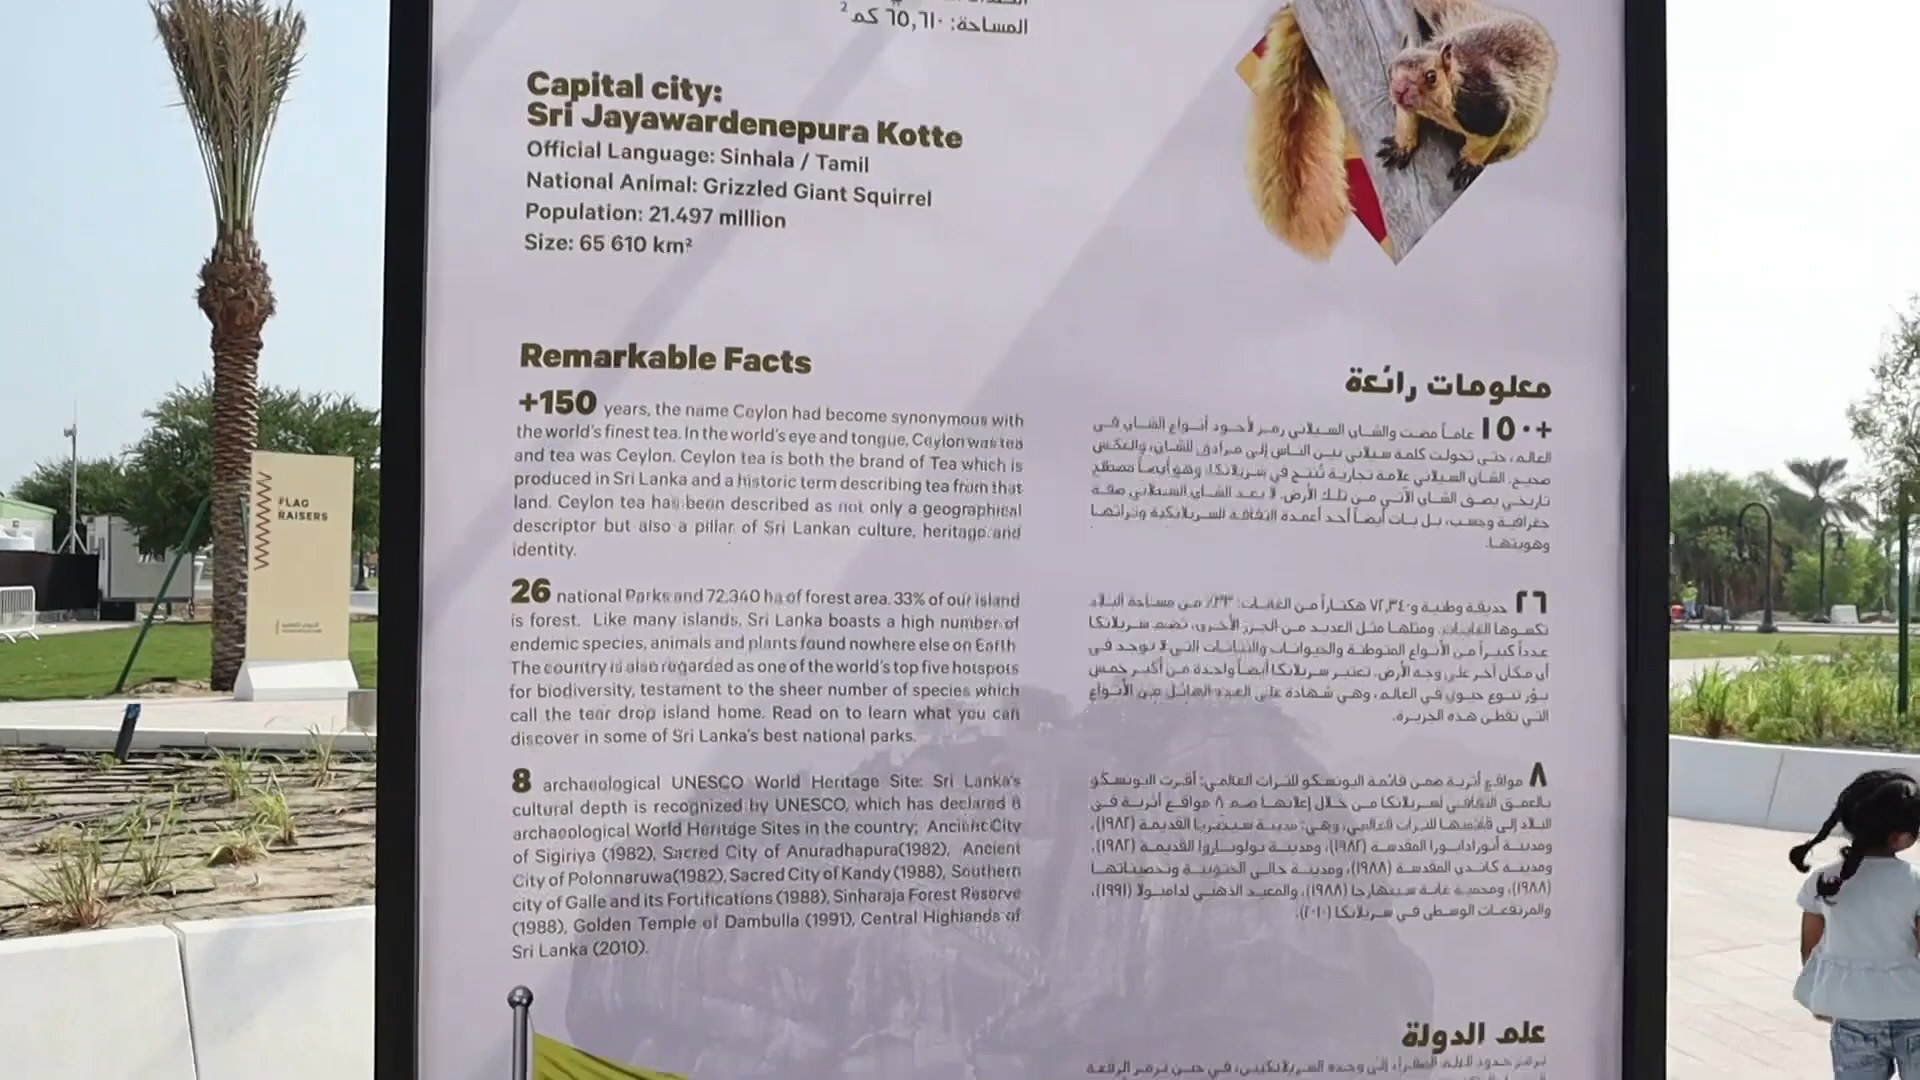 المساحة: ٦٥,٦١٠ كم²
Capital city:
Sri Jayawardenepura Kotte
Official Language: Sinhala / Tamil
National Animal: Grizzled Giant Squirrel
Population: 21.497 million
Size: 65 610 km²
Remarkable Facts
+150 years, the name Ceylon had become synonymous with
the world's finest tea. In the world's eye and tongue, Ceylon was tea
and tea was Ceylon. Ceylon tea is both the brand of Tea which is
produced in Sri Lanka and a historic term describing tea from that
land. Ceylon tea has been described as not only a geographical
descriptor but also a pillar of Sri Lankan culture, heritage and
identity.
26 national Parks and 72,340 ha of forest area. 33% of our island
is forest. Like many islands, Sri Lanka boasts a high number of
endemic species, animals and plants found nowhere else on Earth
The country is also regarded as one of the world's top five hotspots
for biodiversity, testament to the sheer number of species which
call the tear drop island home. Read on to learn what you can
discover in some of Sri Lanka's best national parks.
8 archaeological UNESCO World Heritage Site: Sri Lanka's
cultural depth is recognized by UNESCO, which has declared 8
archaeological World Heritage Sites in the country; Ancient City
of Sigiriya (1982), Sacred City of Anuradhapura(1982), Ancient
City of Polonnaruwa(1982), Sacred City of Kandy (1988), Southern
city of Galle and its Fortifications (1988), Sinharaja Forest Reserve
(1988), Golden Temple of Dambulla (1991), Central Highlands of
Sri Lanka (2010).
معلومات رائعة
+١٥٠ عاماً مضت والشاي السيلاني رمز لأجود أنواع الشاي في
العالم، حتى تحولت كلمة سيلاني بين الناس إلى مرادف للشاي، والعكس
صحيح. الشاي السيلاني علامة تجارية تُنتج في سريلانكا، وهو أيضاً مصطلح
تاريخي يصف الشاي الآتي من تلك الأرض. لا يعد الشاي السيلاني صفة
جغرافية وحسب، بل بات أيضاً أحد أعمدة الثقافة السريلانكية وتراثها
وهويتها.
٢٦ حديقة وطنية و٧٢,٣٤٠ هكتاراً من الغابات: ٣٣٪ من مساحة البلاد
تكسوها الغابات. ومثلها مثل العديد من الجزر الأخرى، تضم سريلانكا
عدداً كبيراً من الأنواع المتوطنة والحيوانات والنباتات التي لا توجد في
أي مكان آخر على وجه الأرض. تعتبر سريلانكا أيضاً واحدة من أكبر خمس
بؤر تنوع حيوي في العالم، وهي شهادة على العدد الهائل من الأنواع
التي تقطن هذه الجزيرة.
٨ مواقع أثرية ضمن قائمة اليونسكو للتراث العالمي: أقرت اليونسكو
بالعمق الثقافي لسريلانكا من خلال إعلانها ضم ٨ مواقع أثرية في
البلاد إلى قائمتها للتراث العالمي، وهي: مدينة سيجيريا القديمة (١٩٨٢)،
ومدينة أنورادابورا المقدسة (١٩٨٢)، ومدينة بولوناروا القديمة (١٩٨٢)،
ومدينة كاندي المقدسة (١٩٨٨)، ومدينة جالي الجنوبية وتحصيناتها
(١٩٨٨)، ومحمية غابة سينهارجا (١٩٨٨)، والمعبد الذهبي لدامبولا (١٩٩١)،
والمرتفعات الوسطى في سريلانكا (٢٠١٠).
علم الدولة
FLAG
RAISERS